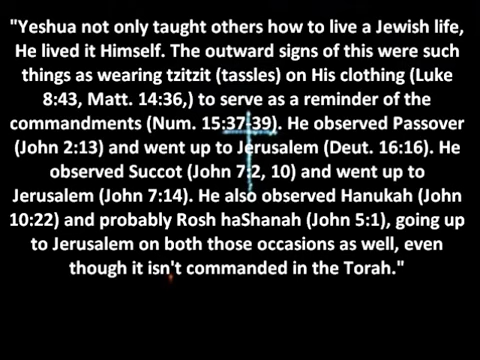 "Yeshua not only taught others how to live a Jewish life,
He lived it Himself. The outward signs of this were such
things as wearing tzitzit (tassles) on His clothing (Luke
8:43, Matt. 14:36,) to serve as a reminder of the
commandments (Num. 15:37-39). He observed Passover
(John 2:13) and went up to Jerusalem (Deut. 16:16). He
observed Succot (John 7:2, 10) and went up to
Jerusalem (John 7:14). He also observed Hanukah (John
10:22) and probably Rosh haShanah (John 5:1), going up
to Jerusalem on both those occasions as well, even
though it isn't commanded in the Torah."